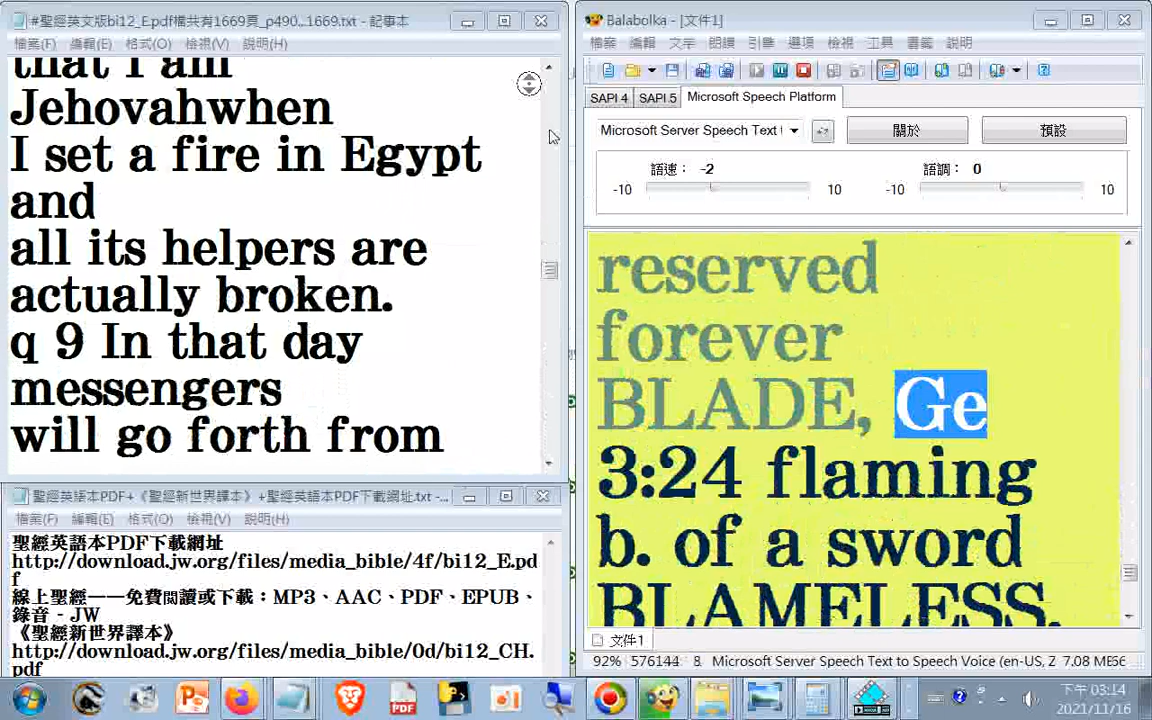 #聖經英文版bi12_E.pdf檔共有1669頁_p490...1669.txt - 記事本
檔案(F) 編輯(E) 格式(O) 檢視(V) 說明(H)
that I am
Jehovahwhen
I set a fire in Egypt
and
all its helpers are
actually broken.
q 9 In that day
messengers
will go forth from
聖經英語本PDF+《聖經新世界譯本》+聖經英語本PDF下載網址.txt - ...
檔案(F) 編輯(E) 格式(O) 檢視(V) 說明(H)
聖經英語本PDF下載網址
http://download.jw.org/files/media_bible/4f/bi12_E.pd
f
線上聖經——免費閱讀或下載：MP3、AAC、PDF、EPUB、
錄音 - JW
《聖經新世界譯本》
http://download.jw.org/files/media_bible/0d/bi12_CH.
pdf
Balabolka - [文件1]
檔案 編輯 文字 朗讀 引擎 選項 檢視 工具 書籤 說明
SAPI 4 SAPI 5 Microsoft Speech Platform
Microsoft Server Speech Text 關於 預設
語速： -2 語調： 0
-10 10 -10 10
reserved
forever
BLADE, Ge
3:24 flaming
b. of a sword
BLAMELESS.
文件1
92% 576144 8. Microsoft Server Speech Text to Speech Voice (en-US, Z 7.08 ME56
下午 03:14
2021/11/16